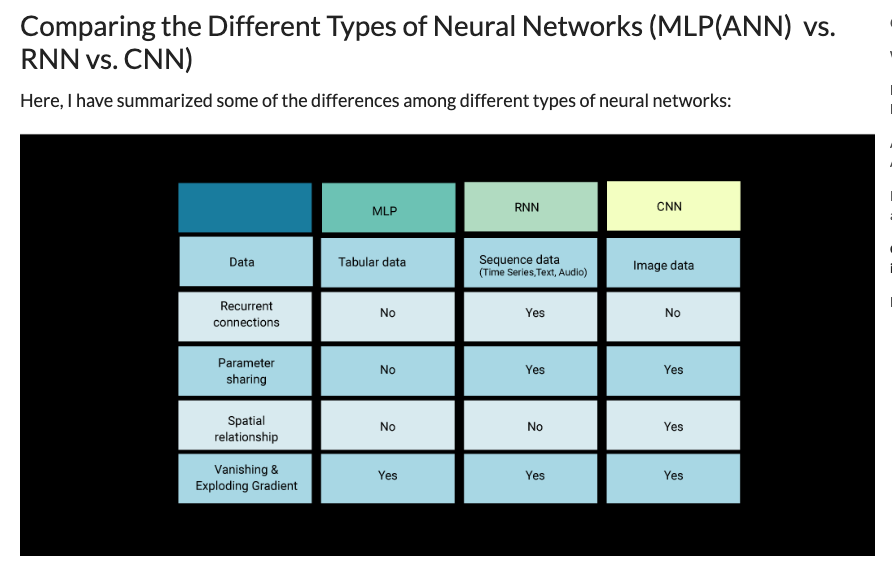 Comparing the Different Types of Neural Networks (MLP(ANN)  vs.
RNN vs. CNN)
Here, I have summarized some of the differences among different types of neural networks:
MLP
RNN
CNN
Data
Tabular data
Sequence data
(Time Series,Text, Audio)
Image data
Recurrent
connections
No
Yes
No
Parameter
sharing
No
Yes
Yes
Spatial
relationship
No
No
Yes
Vanishing &
Exploding Gradient
Yes
Yes
Yes